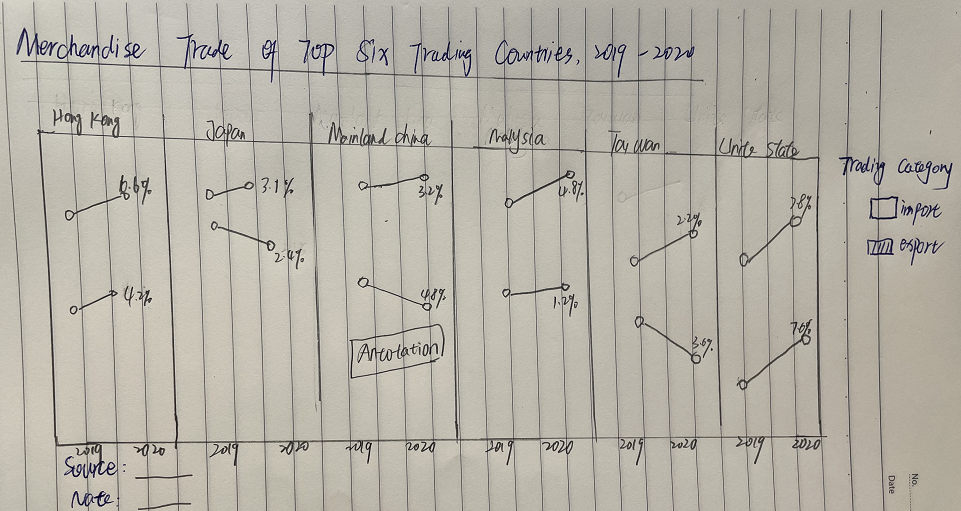 Merchandise Trade of Top Six Trading Countries, 2019-2020
Hong Kong
Japan
Mainland china
Malysia
Taiwan
Unite State
6.6%
3.1%
3.2%
4.8%
2.2%
7.8%
4.2%
2.4%
4.8%
1.2%
3.6%
7.6%
Trading Category
import
export
Anootation
2019 2020
2019 2020
2019 2020
2019 2020
2019 2020
2019 2020
Source:
Note:
No.
Date